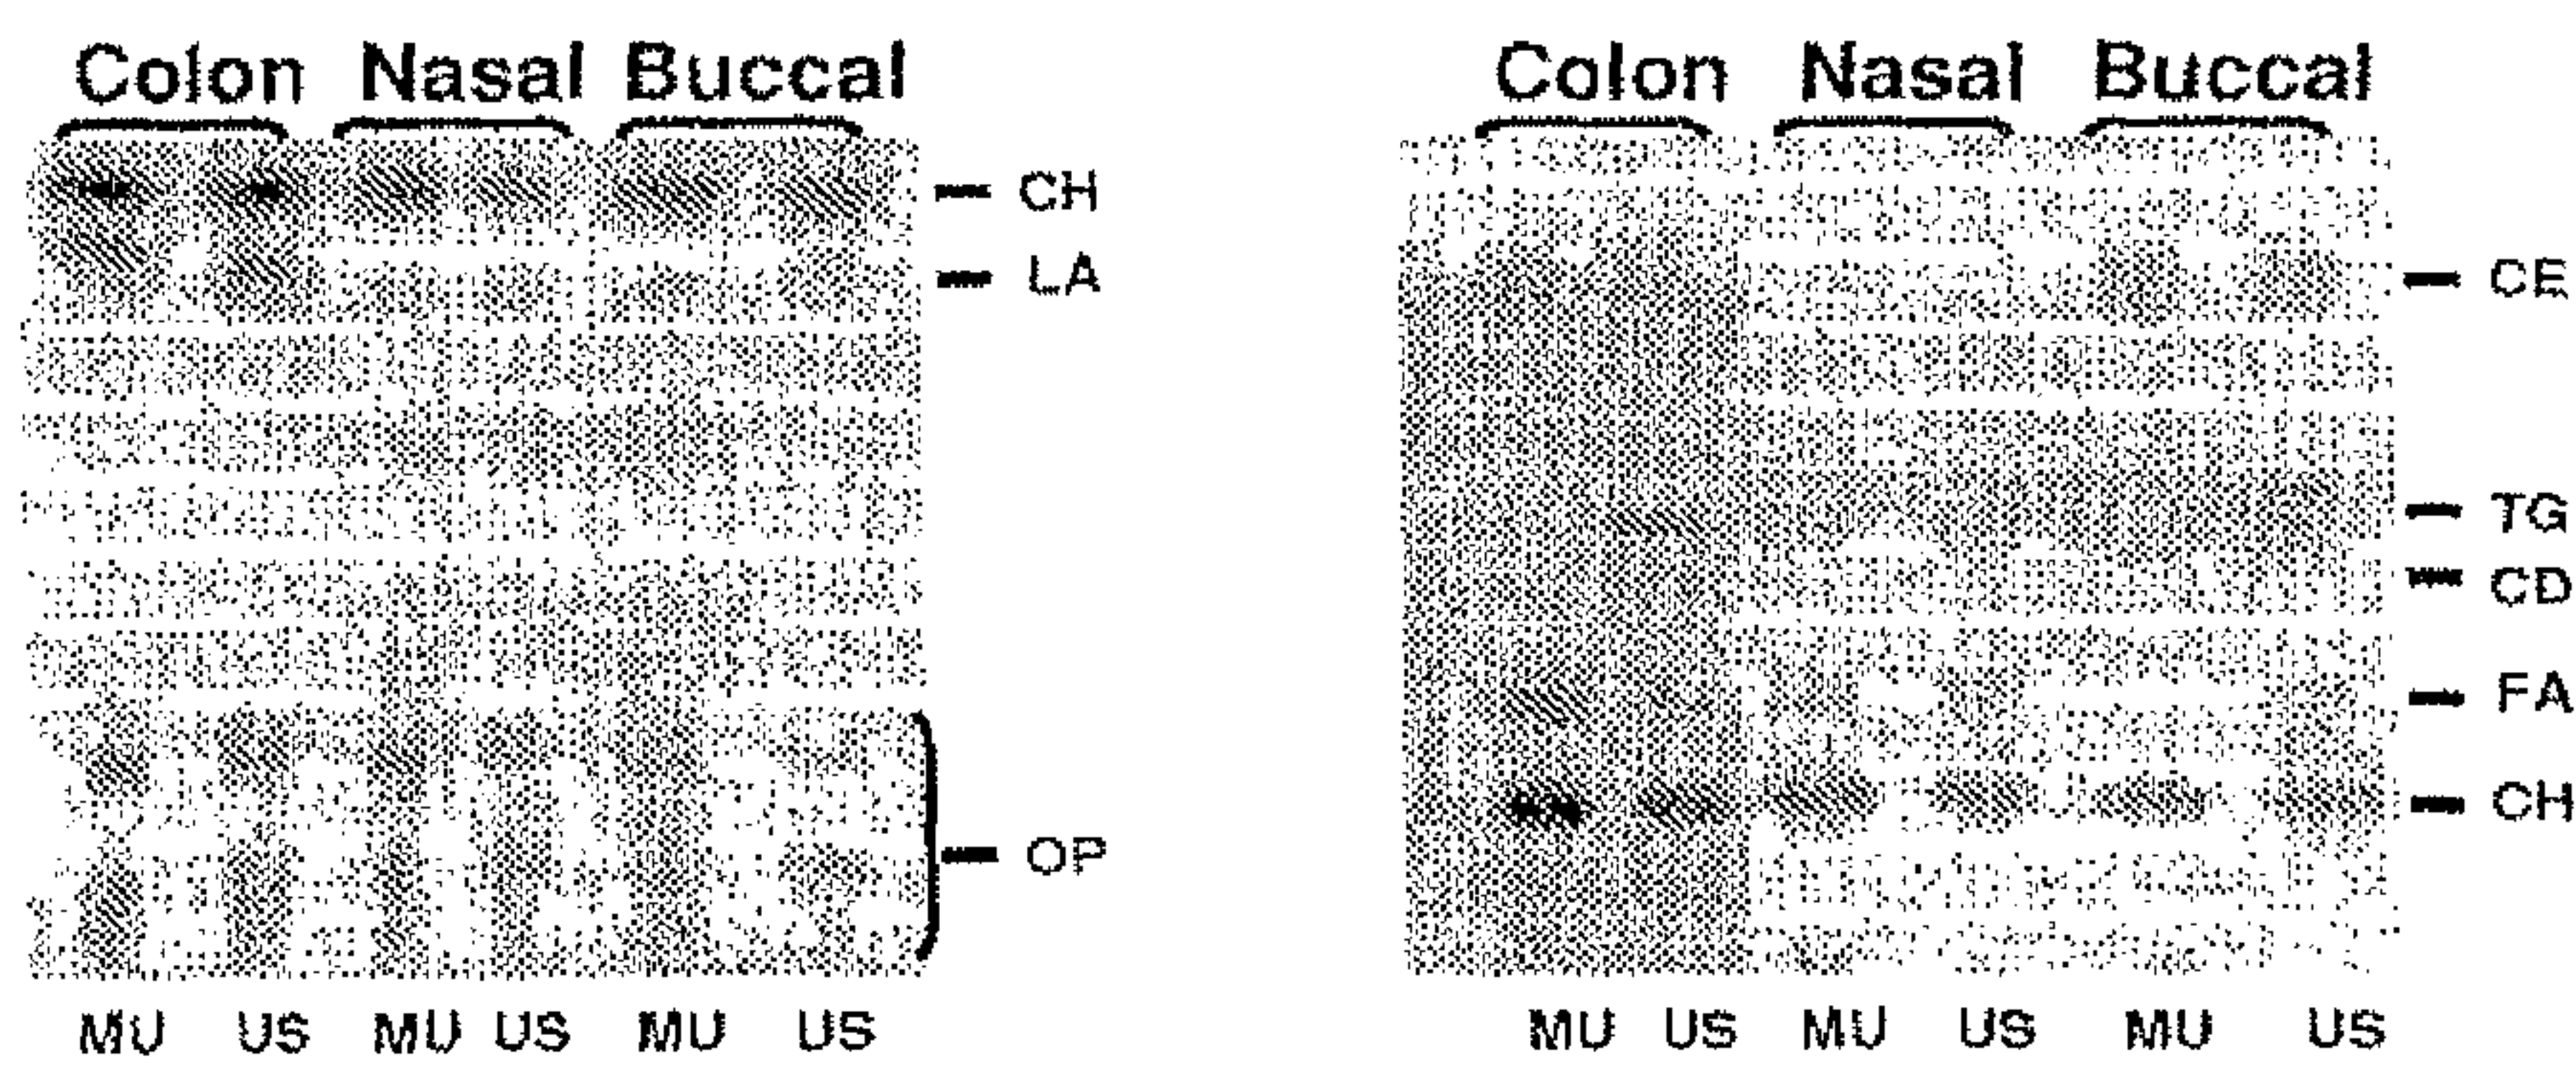 Colon Nasal Buccal
CH
LA
OP
MU US MU US MU US
Colon Nasal Buccal
CE
TG
CD
FA
CH
MU US MU US MU US